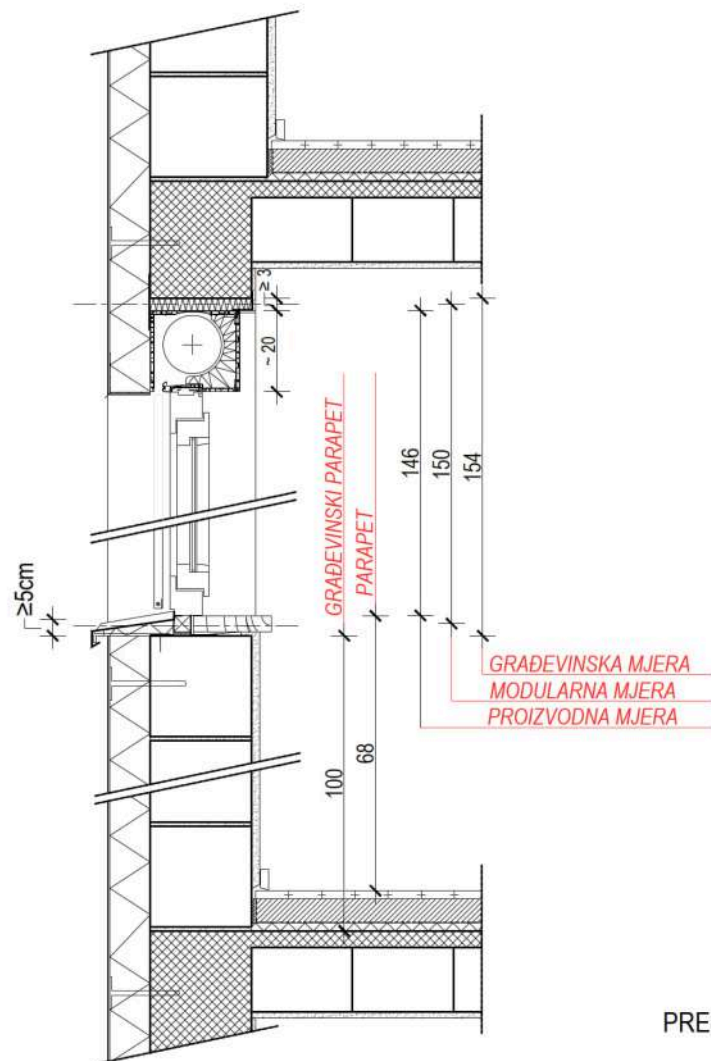 ≥ 3
~ 20
GRAĐEVINSKI PARAPET
PARAPET
146
150
154
≥5cm
GRAĐEVINSKA MJERA
MODULARNA MJERA
PROIZVODNA MJERA
100
68
PRE